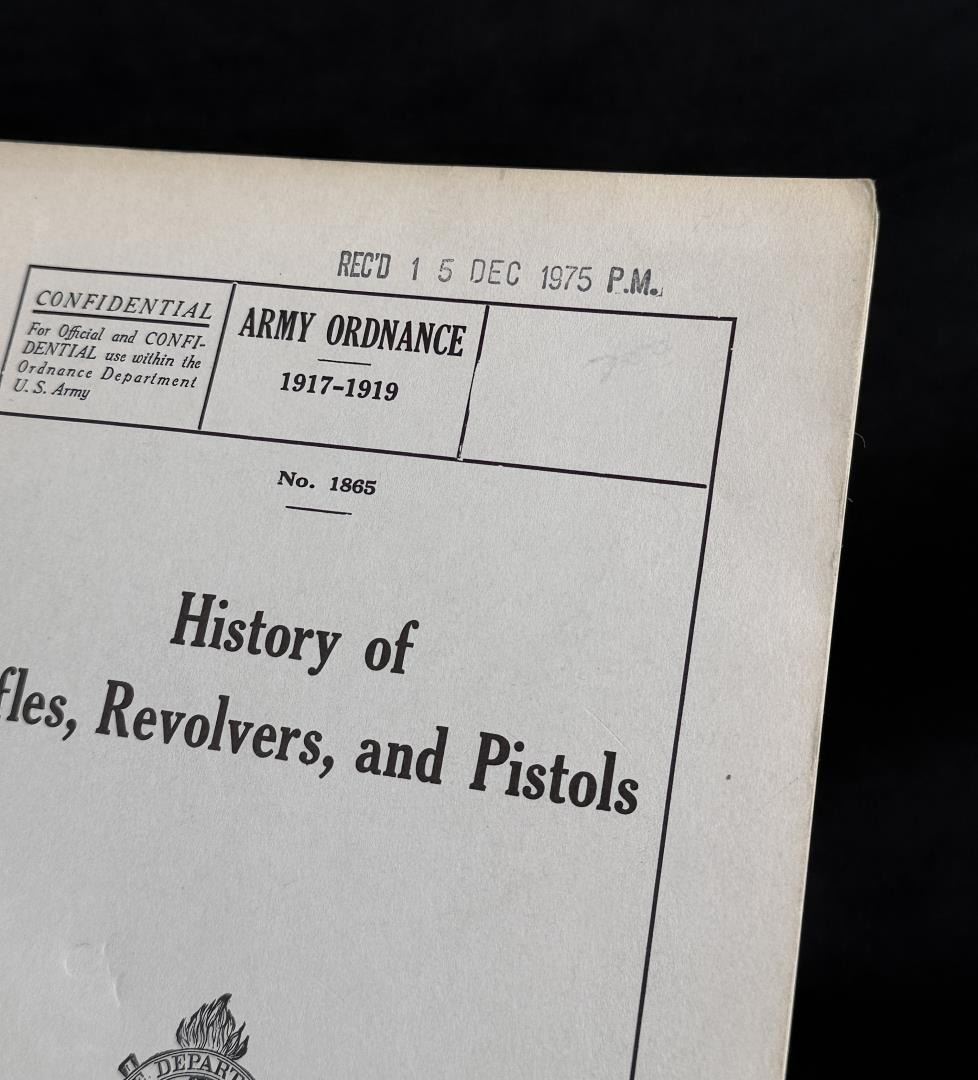 REC'D 1 5 DEC 1975 P.M.
CONFIDENTIAL
For Official and CONFI-
DENTIAL use within the
Ordnance Department
U. S. Army
ARMY ORDNANCE
1917-1919
No. 1865
History of
fles, Revolvers, and Pistols
E. DEPART